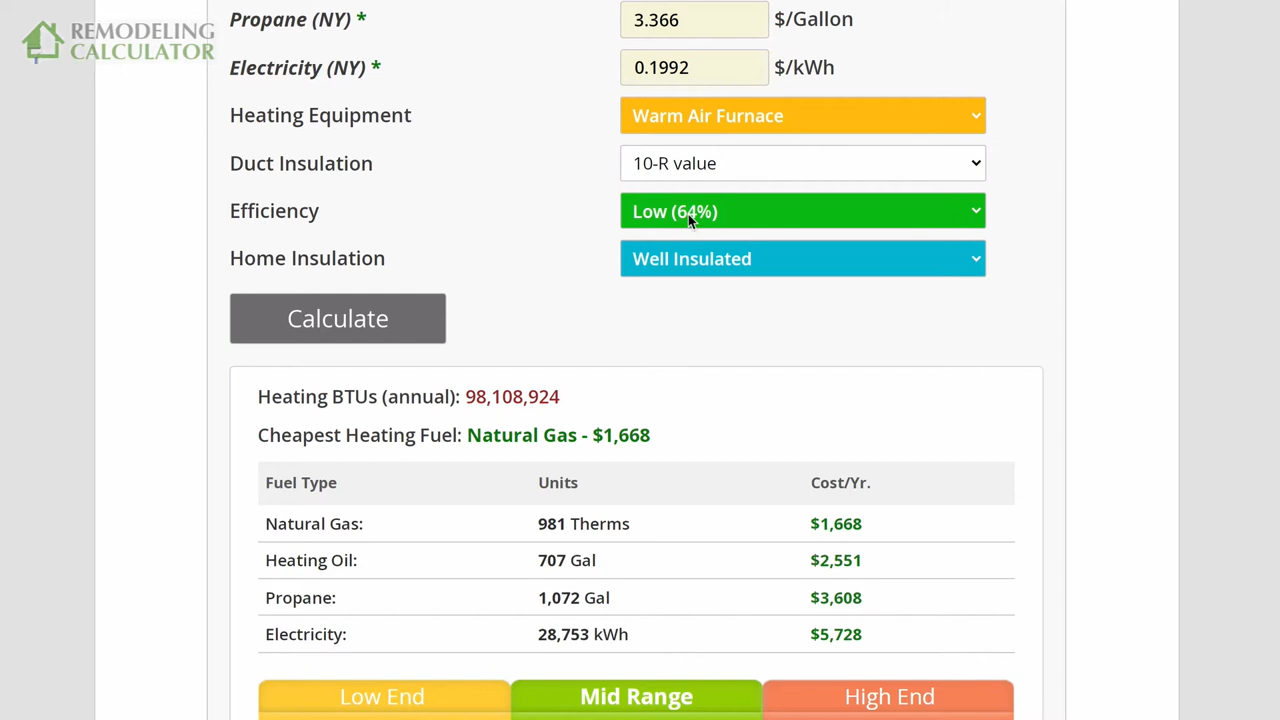 REMODELING
CALCULATOR
Propane (NY) * 3.366 $/Gallon
Electricity (NY) * 0.1992 $/kWh
Heating Equipment Warm Air Furnace
Duct Insulation 10-R value
Efficiency Low (64%)
Home Insulation Well Insulated
Calculate
Heating BTUs (annual): 98,108,924
Cheapest Heating Fuel: Natural Gas - $1,668
Fuel Type Units Cost/Yr.
Natural Gas: 981 Therms $1,668
Heating Oil: 707 Gal $2,551
Propane: 1,072 Gal $3,608
Electricity: 28,753 kWh $5,728
Low End Mid Range High End